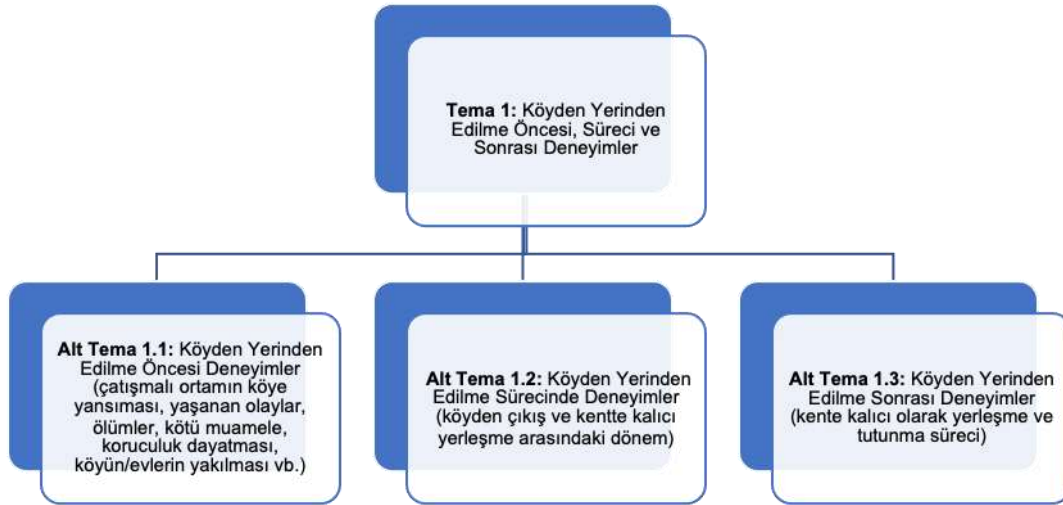 Tema 1: Köyden Yerinden
Edilme Öncesi, Süreci ve
Sonrası Deneyimler
Alt Tema 1.1: Köyden Yerinden
Edilme Öncesi Deneyimler
(çatışmalı ortamın köye
yansıması, yaşanan olaylar,
ölümler, kötü muamele,
koruculuk dayatması,
köyün/evlerin yakılması vb.)
Alt Tema 1.2: Köyden Yerinden
Edilme Sürecinde Deneyimler
(köyden çıkış ve kentte kalıcı
yerleşme arasındaki dönem)
Alt Tema 1.3: Köyden Yerinden
Edilme Sonrası Deneyimler
(kente kalıcı olarak yerleşme ve
tutunma süreci)